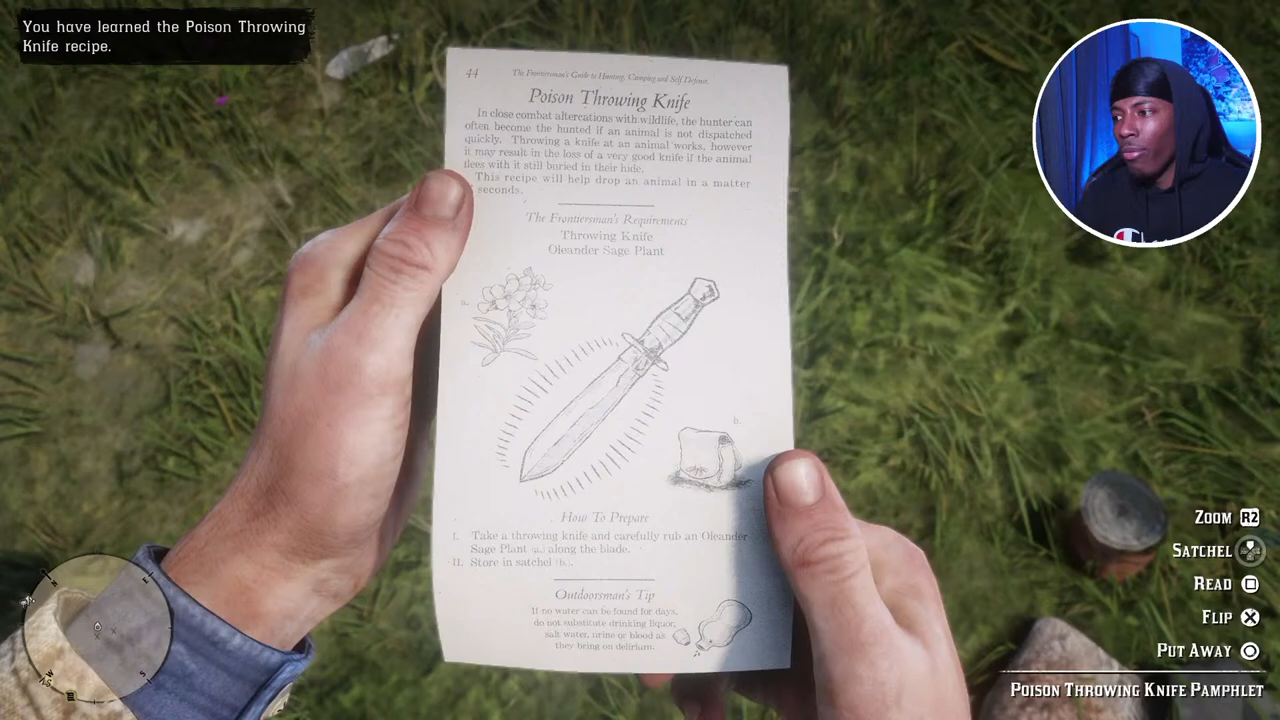 You have learned the Poison Throwing
Knife recipe.
44
The Frontiersman's Guide to Hunting, Camping and Self Defence
Poison Throwing Knife
In close combat altercations with wildlife, the hunter can
often become the hunted if an animal is not dispatched
quickly. Throwing a knife at an animal works, however
it may result in the loss of a very good knife if the animal
flees with it still buried in their hide.
This recipe will help drop an animal in a matter
seconds.
The Frontiersman's Requirements
Throwing Knife
Oleander Sage Plant
a.
b.
How To Prepare
I. Take a throwing knife and carefully rub an Oleander
Sage Plant (a.) along the blade.
II. Store in satchel (b.).
Outdoorsman's Tip
If no water can be found for days,
do not substitute drinking liquor,
salt water, urine or blood as
they bring on delirium.
Zoom R2
Satchel
Read
Flip
Put Away
Poison Throwing Knife Pamphlet
N
E
S
W